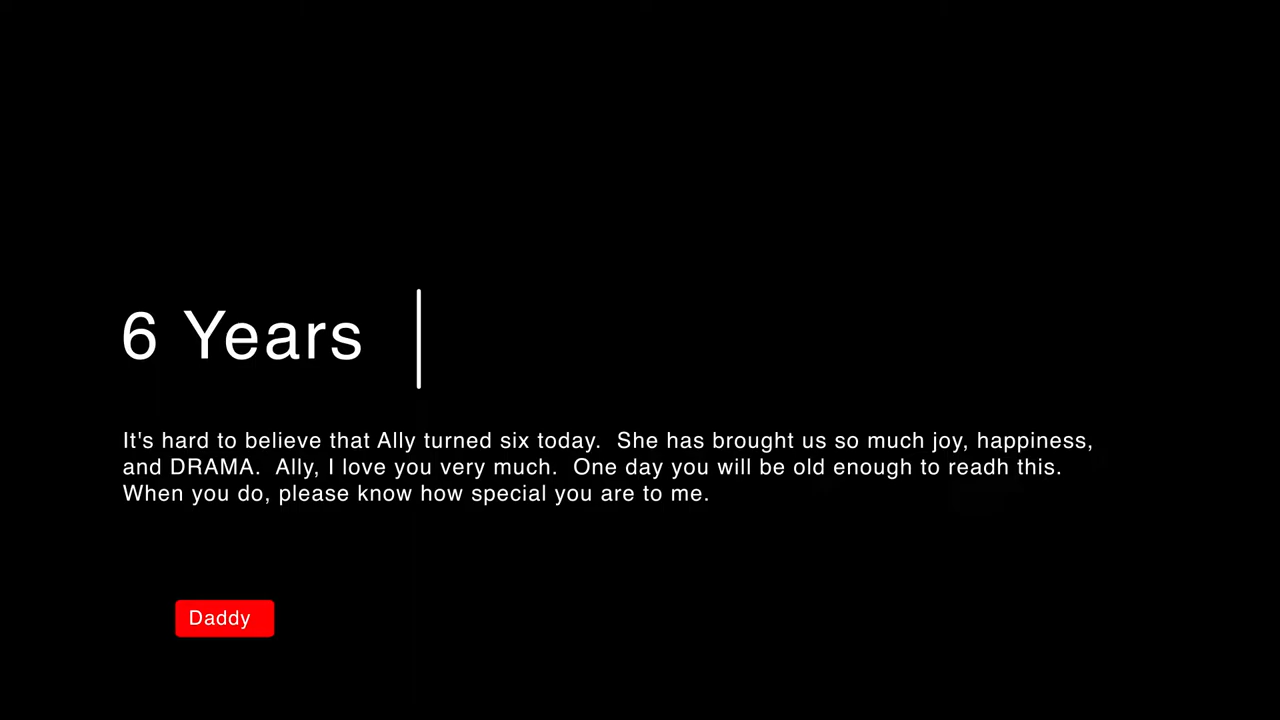 6 Years
It's hard to believe that Ally turned six today.  She has brought us so much joy, happiness,
and DRAMA.  Ally, I love you very much.  One day you will be old enough to readh this.
When you do, please know how special you are to me.
Daddy